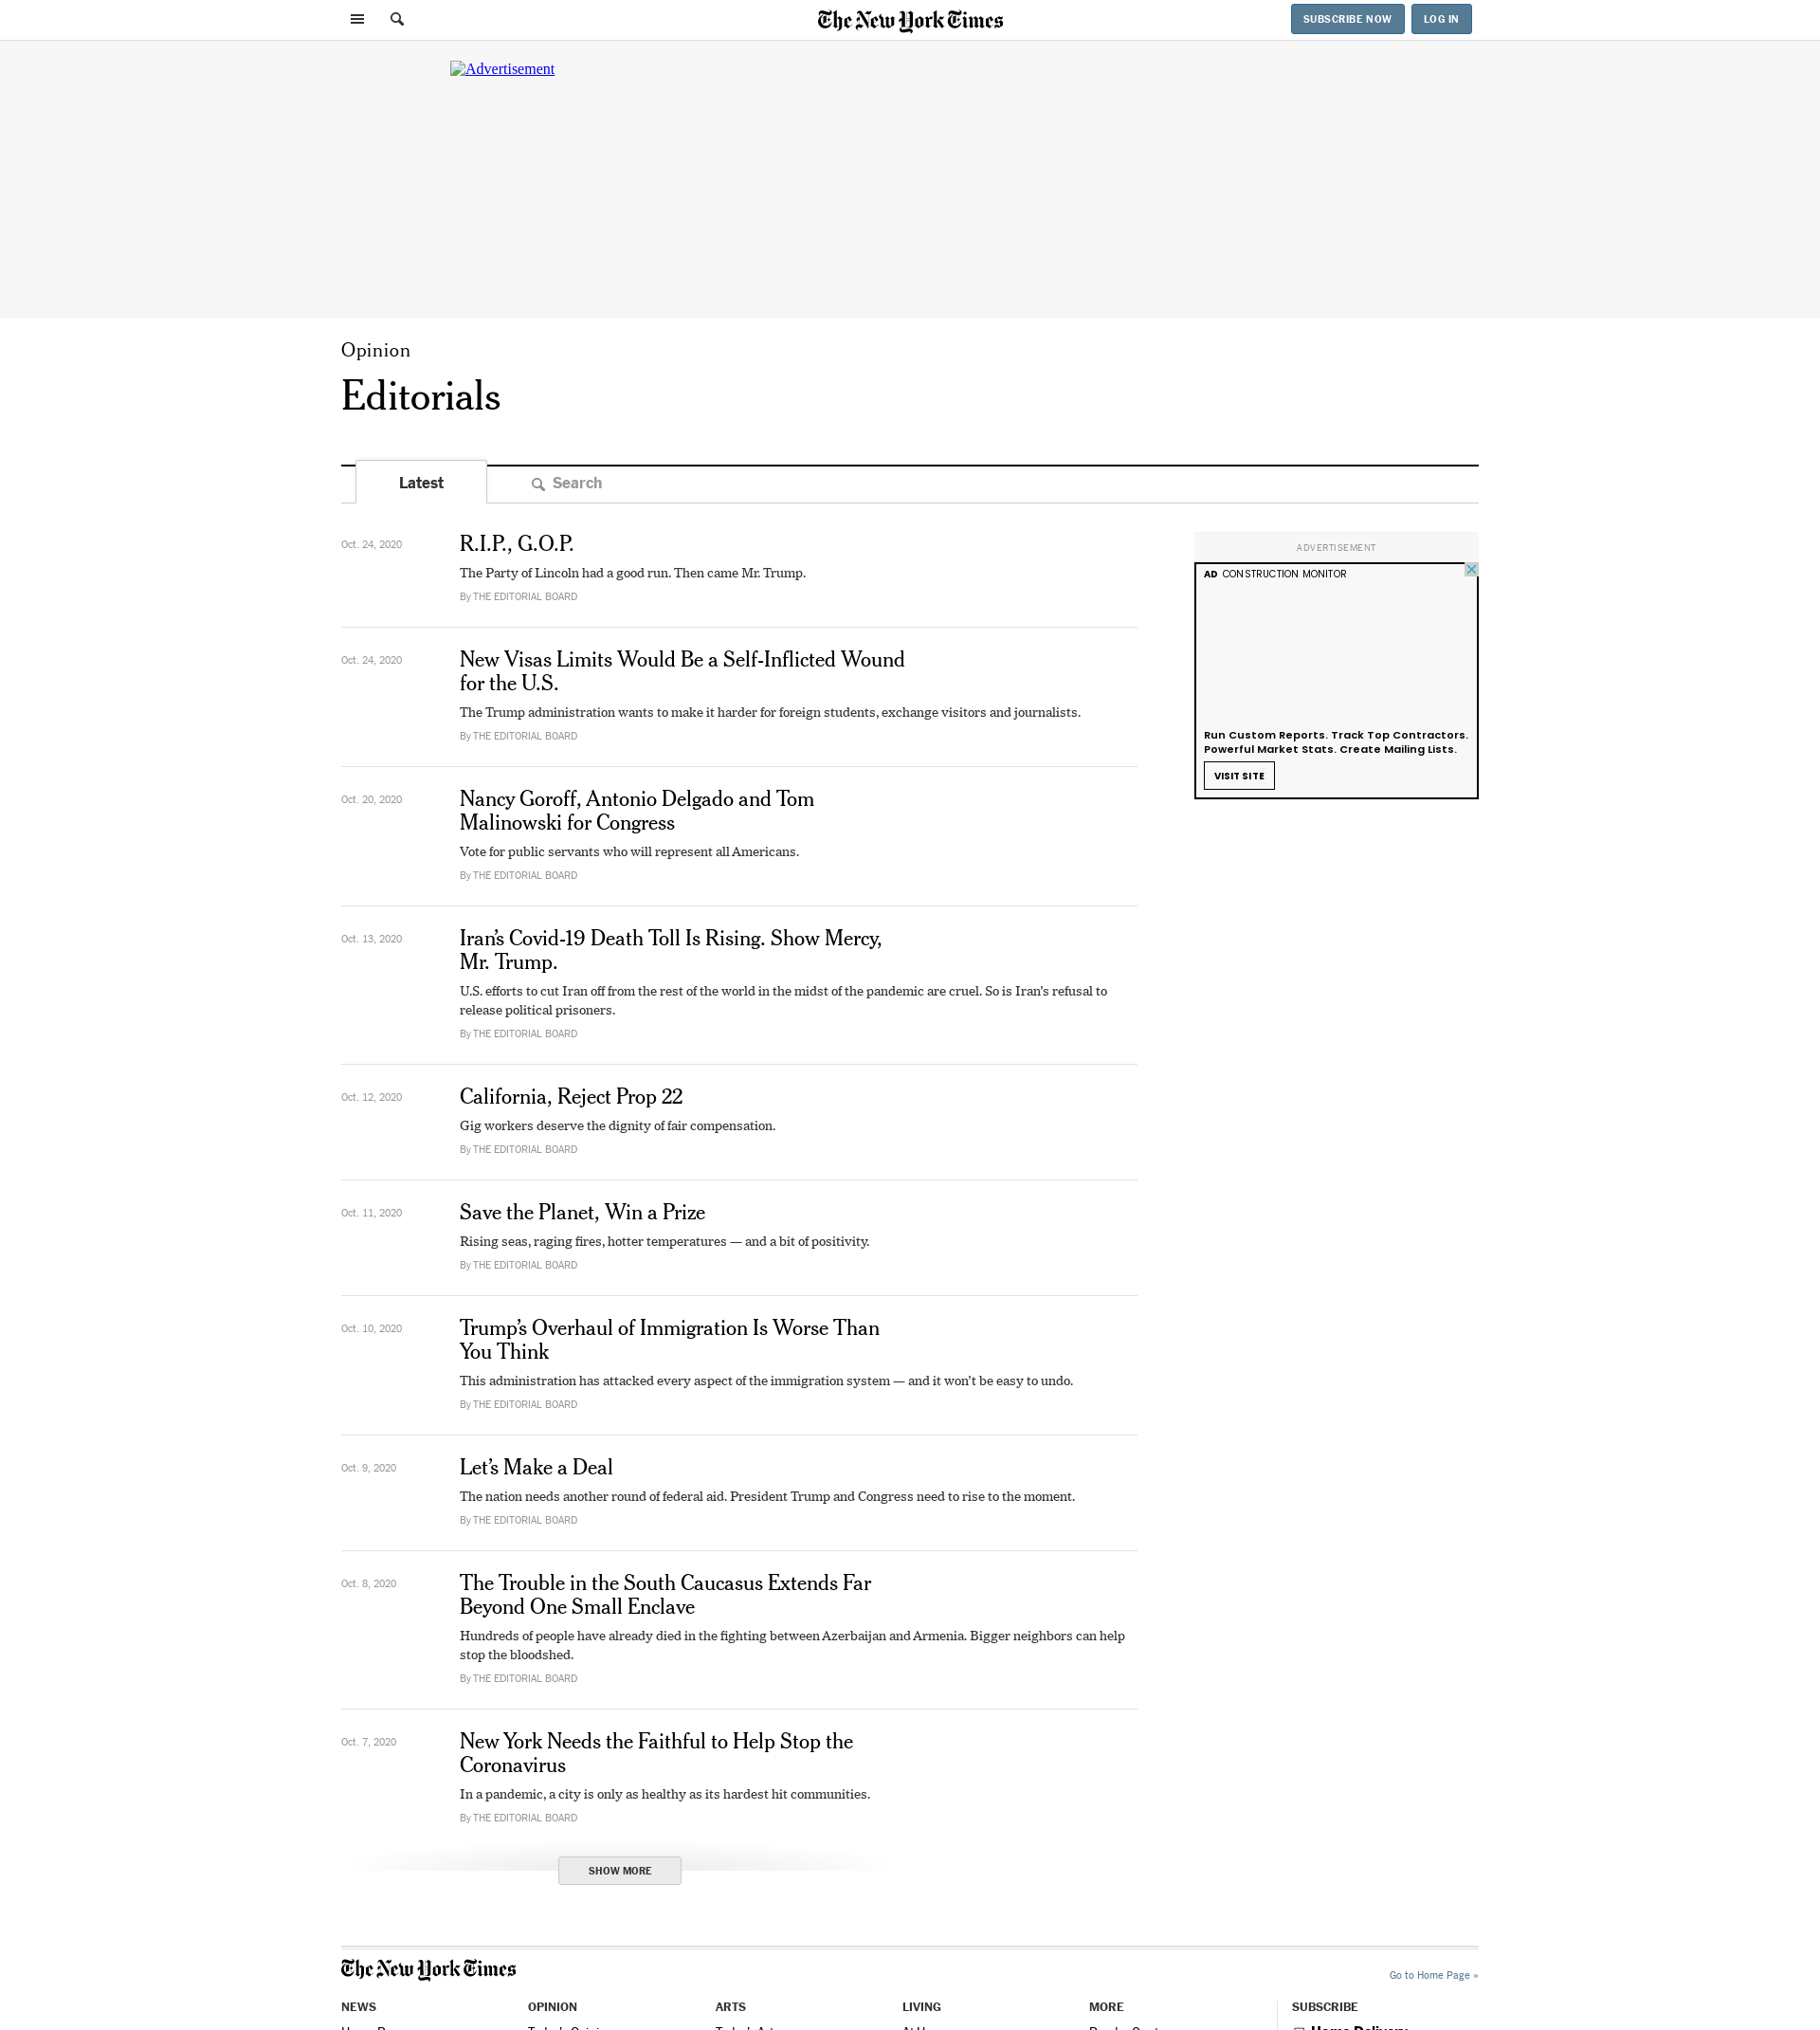 The New York Times
SUBSCRIBE NOW
LOG IN
Advertisement
Opinion
Editorials
Latest
Search
Oct. 24, 2020
R.I.P., G.O.P.
The Party of Lincoln had a good run. Then came Mr. Trump.
By THE EDITORIAL BOARD
Oct. 24, 2020
New Visas Limits Would Be a Self-Inflicted Wound
for the U.S.
The Trump administration wants to make it harder for foreign students, exchange visitors and journalists.
By THE EDITORIAL BOARD
Oct. 20, 2020
Nancy Goroff, Antonio Delgado and Tom
Malinowski for Congress
Vote for public servants who will represent all Americans.
By THE EDITORIAL BOARD
Oct. 13, 2020
Iran’s Covid-19 Death Toll Is Rising. Show Mercy,
Mr. Trump.
U.S. efforts to cut Iran off from the rest of the world in the midst of the pandemic are cruel. So is Iran’s refusal to
release political prisoners.
By THE EDITORIAL BOARD
Oct. 12, 2020
California, Reject Prop 22
Gig workers deserve the dignity of fair compensation.
By THE EDITORIAL BOARD
Oct. 11, 2020
Save the Planet, Win a Prize
Rising seas, raging fires, hotter temperatures — and a bit of positivity.
By THE EDITORIAL BOARD
Oct. 10, 2020
Trump’s Overhaul of Immigration Is Worse Than
You Think
This administration has attacked every aspect of the immigration system — and it won’t be easy to undo.
By THE EDITORIAL BOARD
Oct. 9, 2020
Let’s Make a Deal
The nation needs another round of federal aid. President Trump and Congress need to rise to the moment.
By THE EDITORIAL BOARD
Oct. 8, 2020
The Trouble in the South Caucasus Extends Far
Beyond One Small Enclave
Hundreds of people have already died in the fighting between Azerbaijan and Armenia. Bigger neighbors can help
stop the bloodshed.
By THE EDITORIAL BOARD
Oct. 7, 2020
New York Needs the Faithful to Help Stop the
Coronavirus
In a pandemic, a city is only as healthy as its hardest hit communities.
By THE EDITORIAL BOARD
SHOW MORE
ADVERTISEMENT
AD CONSTRUCTION MONITOR
Run Custom Reports. Track Top Contractors.
Powerful Market Stats. Create Mailing Lists.
VISIT SITE
The New York Times
Go to Home Page »
NEWS
OPINION
ARTS
LIVING
MORE
SUBSCRIBE